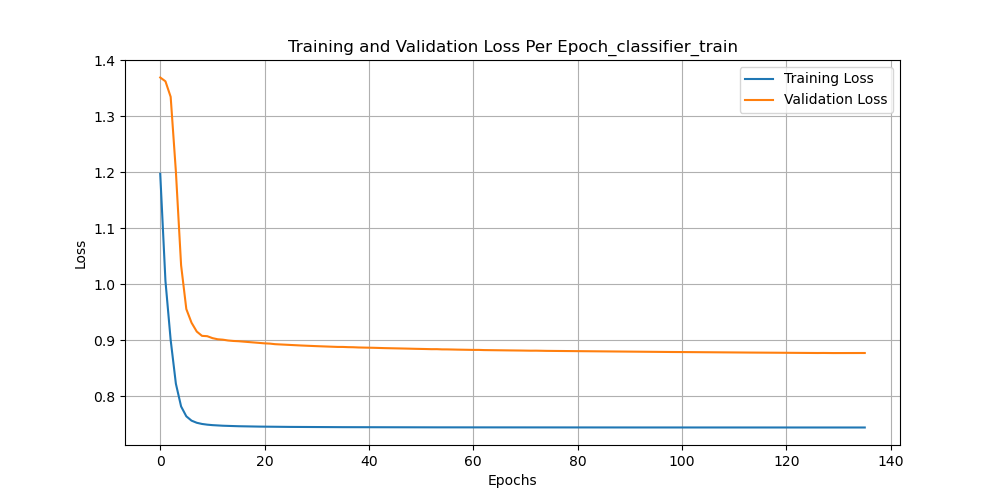 Training and Validation Loss Per Epoch_classifier_train
1.4
1.3
1.2
1.1
1.0
0.9
0.8
Loss
Training Loss
Validation Loss
0 20 40 60 80 100 120 140
Epochs